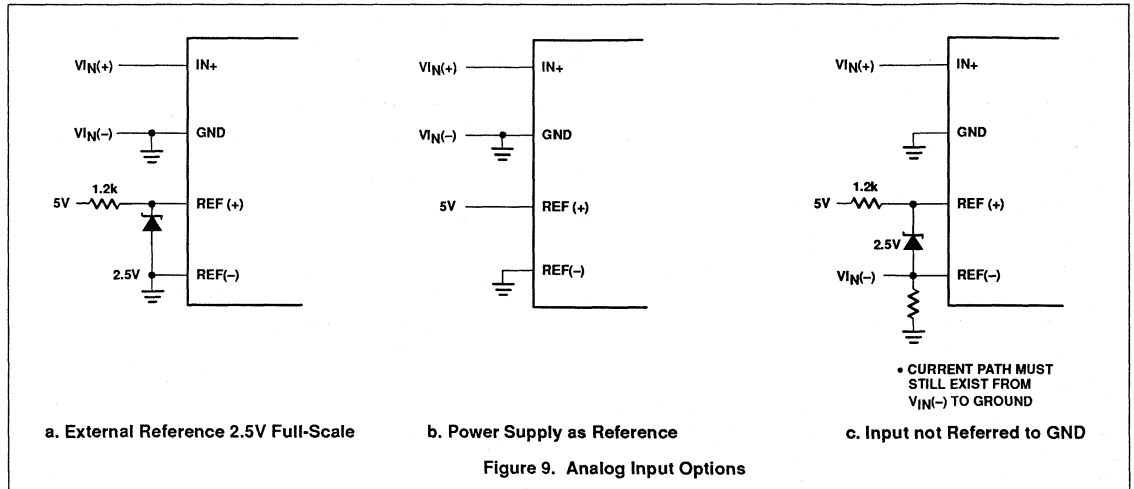 VIN(+)
IN+
VIN(–)
GND
1.2k
5V
REF (+)
2.5V
REF(–)
a. External Reference 2.5V Full-Scale
VIN(+)
IN+
VIN(–)
GND
5V
REF (+)
REF(–)
b. Power Supply as Reference
VIN(+)
IN+
GND
1.2k
5V
REF (+)
2.5V
VIN(–)
REF(–)
• CURRENT PATH MUST
STILL EXIST FROM
VIN(–) TO GROUND
c. Input not Referred to GND
Figure 9. Analog Input Options